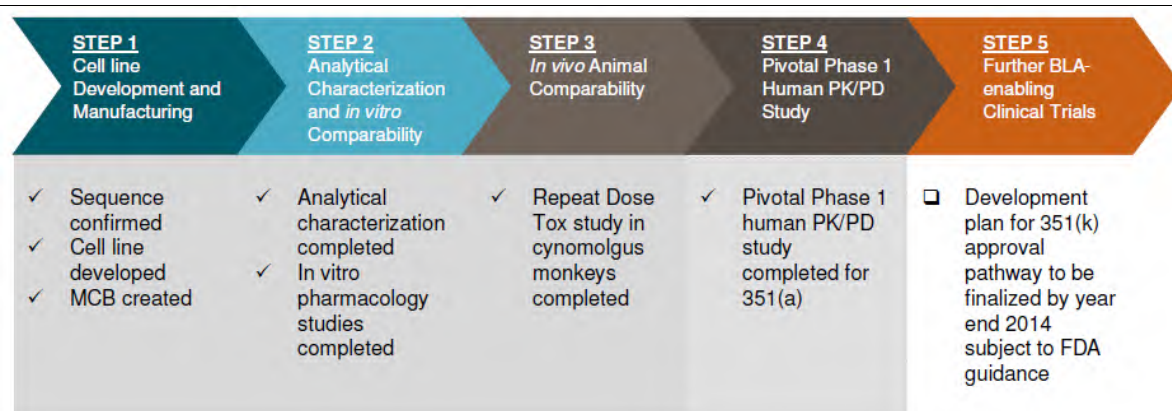 STEP 1
Cell line
Development and
Manufacturing
STEP 2
Analytical
Characterization
and in vitro
Comparability
STEP 3
In vivo Animal
Comparability
STEP 4
Pivotal Phase 1
Human PK/PD
Study
STEP 5
Further BLA-
enabling
Clinical Trials
✓ Sequence
confirmed
✓ Cell line
developed
✓ MCB created
✓ Analytical
characterization
completed
✓ In vitro
pharmacology
studies
completed
✓ Repeat Dose
Tox study in
cynomolgus
monkeys
completed
✓ Pivotal Phase 1
human PK/PD
study
completed for
351(a)
❑ Development
plan for 351(k)
approval
pathway to be
finalized by year
end 2014
subject to FDA
guidance